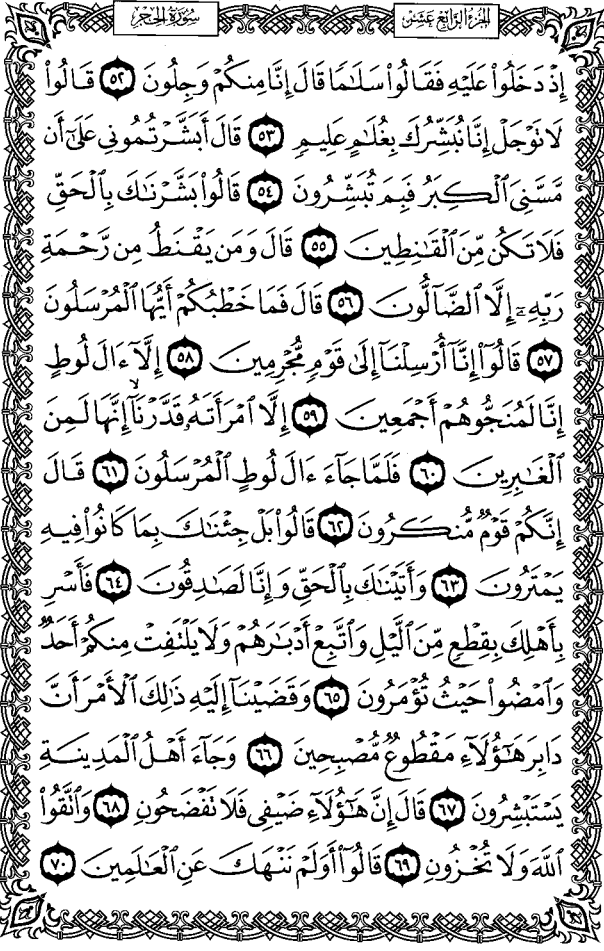 الجزء الرابع عشر
سورة الحجر
إِذْ دَخَلُوا۟ عَلَيْهِ فَقَالُوا۟ سَلَٰمًا قَالَ إِنَّا مِنكُمْ وَجِلُونَ ﴿٥٢﴾ قَالُوا۟
لَا تَوْجَلْ إِنَّا نُبَشِّرُكَ بِغُلَٰمٍ عَلِيمٍ ﴿٥٣﴾ قَالَ أَبَشَّرْتُمُونِى عَلَىٰٓ أَن
مَّسَّنِىَ ٱلْكِبَرُ فَبِمَ تُبَشِّرُونَ ﴿٥٤﴾ قَالُوا۟ بَشَّرْنَٰكَ بِٱلْحَقِّ
فَلَا تَكُن مِّنَ ٱلْقَٰنِطِينَ ﴿٥٥﴾ قَالَ وَمَن يَقْنَطُ مِن رَّحْمَةِ
رَبِّهِۦٓ إِلَّا ٱلضَّآلُّونَ ﴿٥٦﴾ قَالَ فَمَا خَطْبُكُمْ أَيُّهَا ٱلْمُرْسَلُونَ
﴿٥٧﴾ قَالُوٓا۟ إِنَّآ أُرْسِلْنَآ إِلَىٰ قَوْمٍ مُّجْرِمِينَ ﴿٥٨﴾ إِلَّآ ءَالَ لُوطٍ
إِنَّا لَمُنَجُّوهُمْ أَجْمَعِينَ ﴿٥٩﴾ إِلَّا ٱمْرَأَتَهُۥ قَدَّرْنَآ ۙ إِنَّهَا لَمِنَ
ٱلْغَٰبِرِينَ ﴿٦٠﴾ فَلَمَّا جَآءَ ءَالَ لُوطٍ ٱلْمُرْسَلُونَ ﴿٦١﴾ قَالَ
إِنَّكُمْ قَوْمٌ مُّنكَرُونَ ﴿٦٢﴾ قَالُوا۟ بَلْ جِئْنَٰكَ بِمَا كَانُوا۟ فِيهِ
يَمْتَرُونَ ﴿٦٣﴾ وَأَتَيْنَٰكَ بِٱلْحَقِّ وَإِنَّا لَصَٰدِقُونَ ﴿٦٤﴾ فَأَسْرِ
بِأَهْلِكَ بِقِطْعٍ مِّنَ ٱلَّيْلِ وَٱتَّبِعْ أَدْبَٰرَهُمْ وَلَا يَلْتَفِتْ مِنكُمْ أَحَدٌ
وَٱمْضُوا۟ حَيْثُ تُؤْمَرُونَ ﴿٦٥﴾ وَقَضَيْنَآ إِلَيْهِ ذَٰلِكَ ٱلْأَمْرَ أَنَّ
دَابِرَ هَٰٓؤُلَآءِ مَقْطُوعٌ مُّصْبِحِينَ ﴿٦٦﴾ وَجَآءَ أَهْلُ ٱلْمَدِينَةِ
يَسْتَبْشِرُونَ ﴿٦٧﴾ قَالَ إِنَّ هَٰٓؤُلَآءِ ضَيْفِى فَلَا تَفْضَحُونِ ﴿٦٨﴾ وَٱتَّقُوا۟
ٱللَّهَ وَلَا تُخْزُونِ ﴿٦٩﴾ قَالُوٓا۟ أَوَلَمْ نَنْهَكَ عَنِ ٱلْعَٰلَمِينَ ﴿٧٠﴾